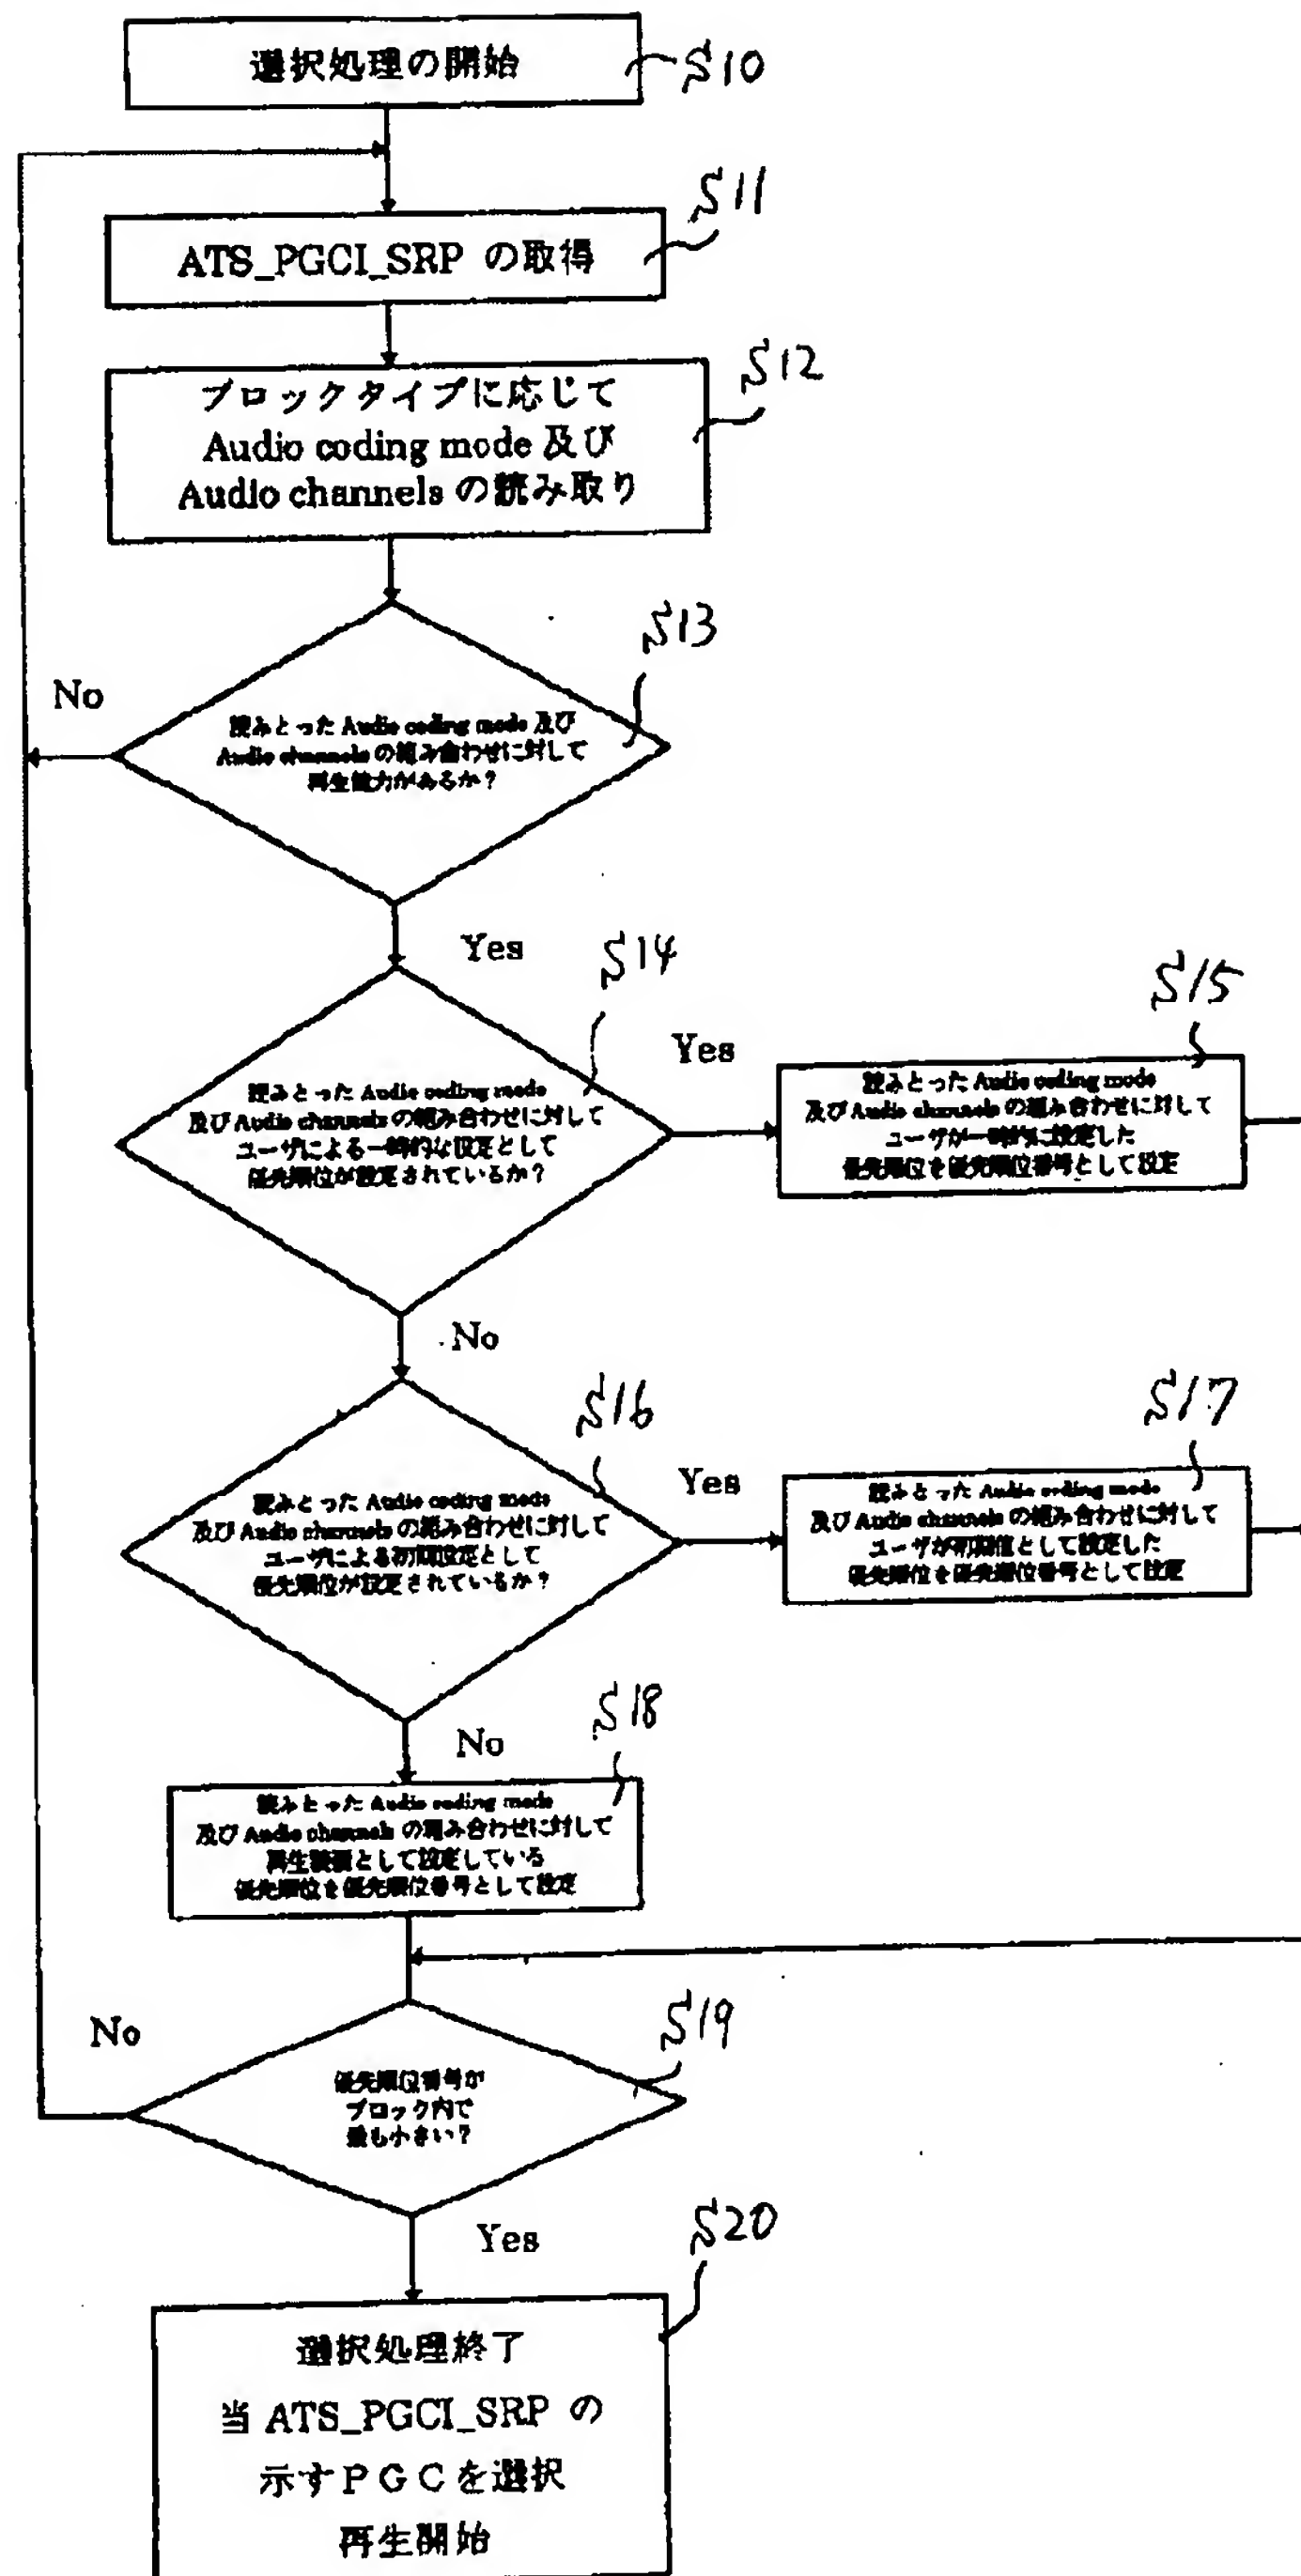 選択処理の開始
S10
S11
ATS_PGCI_SRP の取得
S12
ブロックタイプに応じて
Audio coding mode 及び
Audio channels の読み取り
S13
No
読みとった Audio coding mode 及び
Audio channels の組み合わせに対して
再生能力があるか?
Yes
S14
読みとった Audio coding mode
及び Audio channels の組み合わせに対して
ユーザによる一時的な設定として
優先順位が設定されているか?
Yes
S15
読みとった Audio coding mode
及び Audio channels の組み合わせに対して
ユーザが一時的に設定した
優先順位を優先順位番号として設定
No
S16
読みとった Audio coding mode
及び Audio channels の組み合わせに対して
ユーザによる初期設定として
優先順位が設定されているか?
Yes
S17
読みとった Audio coding mode
及び Audio channels の組み合わせに対して
ユーザが初期値として設定した
優先順位を優先順位番号として設定
No
S18
読みとった Audio coding mode
及び Audio channels の組み合わせに対して
再生装置として設定している
優先順位を優先順位番号として設定
No
S19
優先順位番号が
ブロック内で
最も小さい?
Yes
S20
選択処理終了
当 ATS_PGCI_SRP の
示すPGCを選択
再生開始